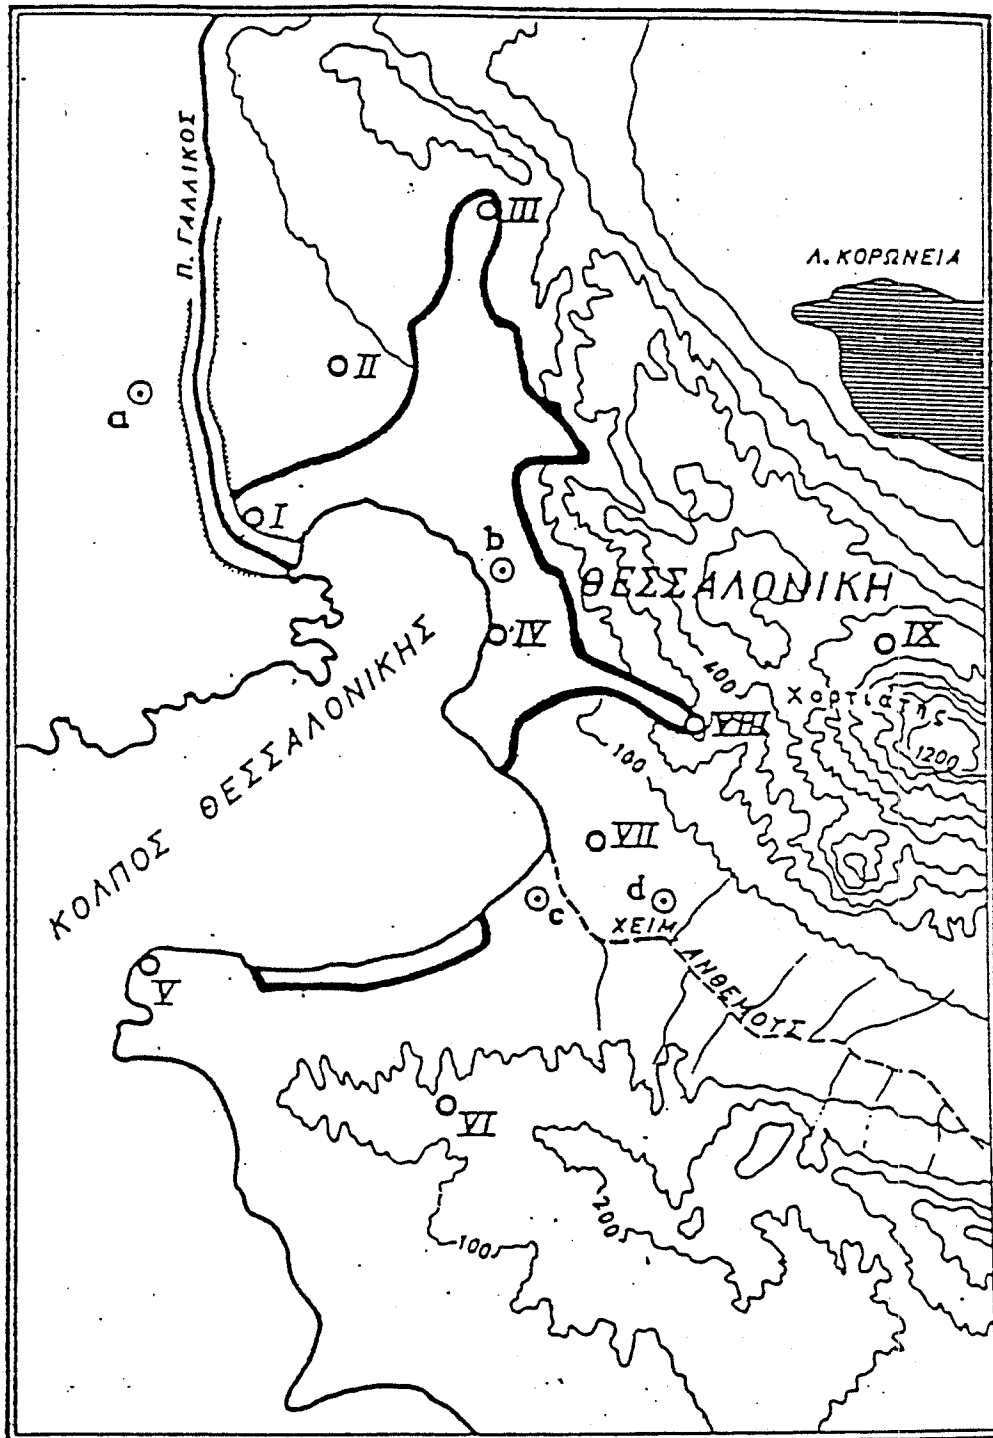 Π. ΓΑΛΛΙΚΟΣ
III
Λ. ΚΟΡΩΝΕΙΑ
II
a
I
b
ΘΕΣΣΑΛΟΝΙΚΗ
IV
IX
400
Χορτιάτης
VIII
1200
100
ΚΟΛΠΟΣ ΘΕΣΣΑΛΟΝΙΚΗΣ
VII
d
c
ΧΕΙΜ
ΑΝΘΕΜΟΥΣ
V
VI
200
100